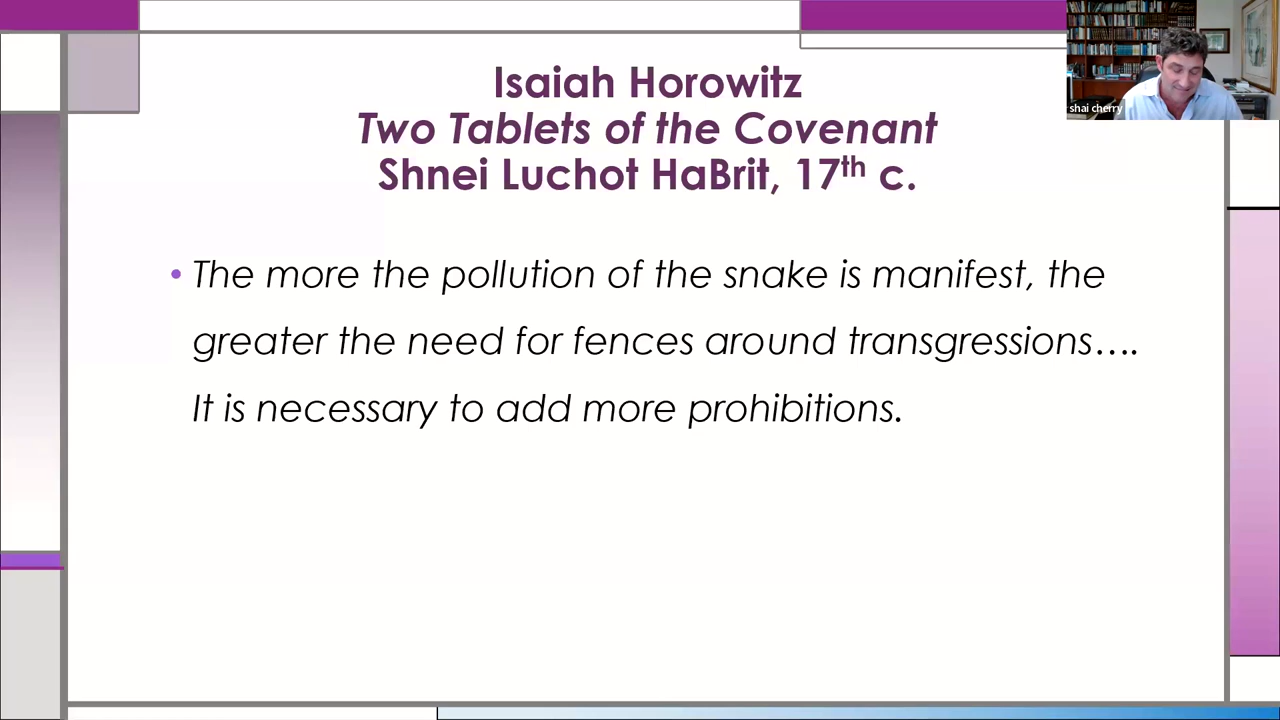 Isaiah Horowitz
Two Tablets of the Covenant
Shnei Luchot HaBrit, 17th c.
• The more the pollution of the snake is manifest, the
greater the need for fences around transgressions….
It is necessary to add more prohibitions.
shai cherry